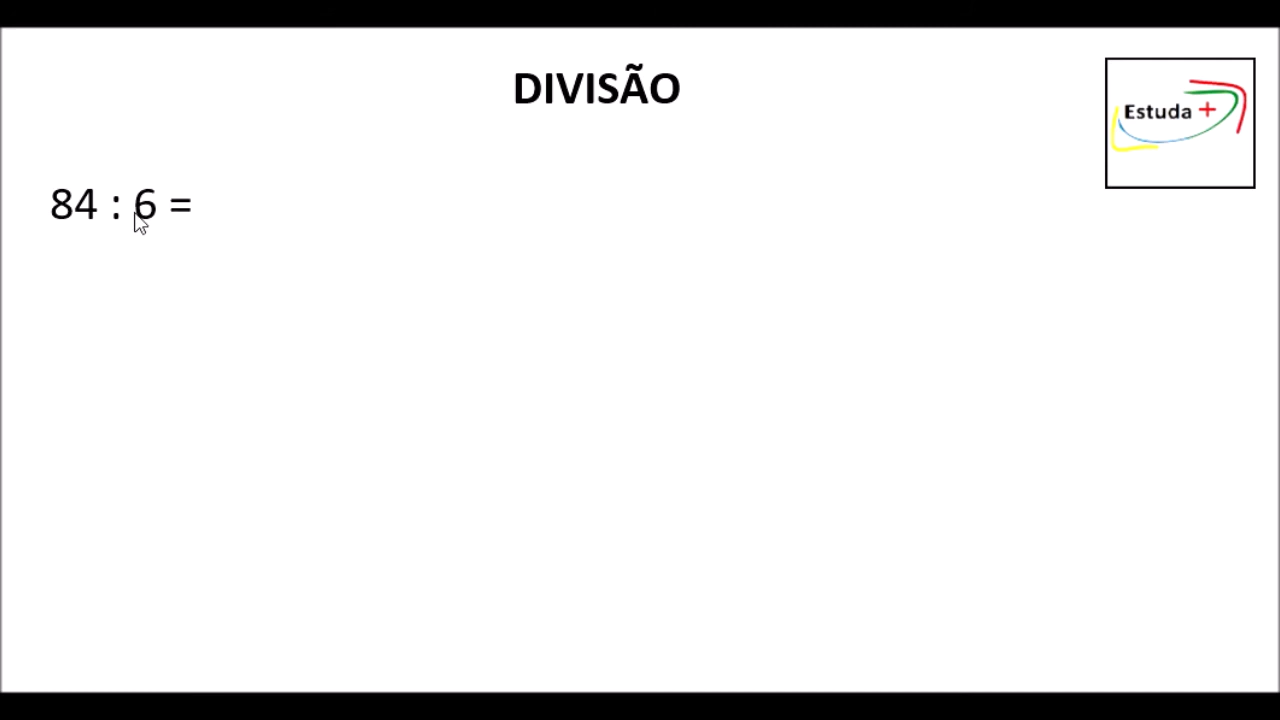 DIVISÃO
Estuda +
84 : 6 =